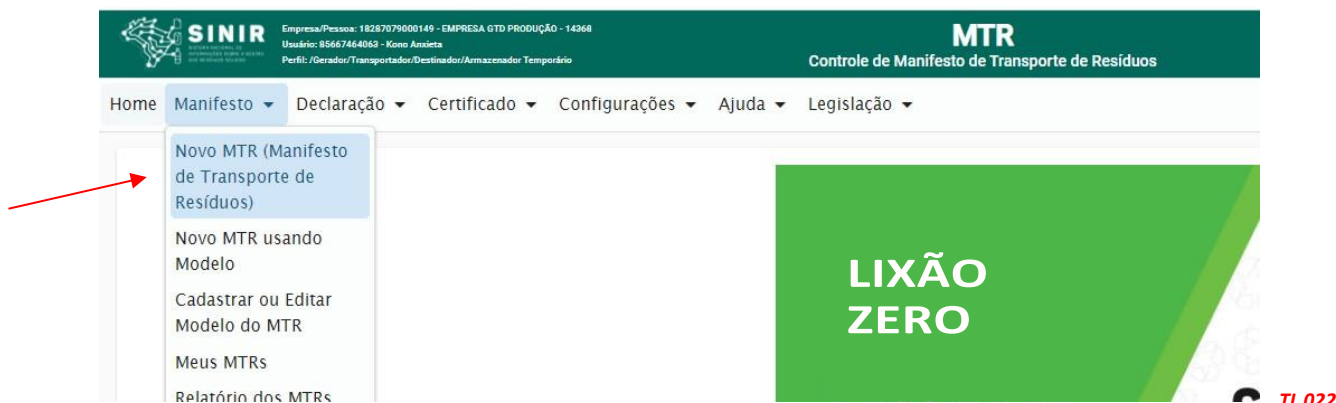 SINIR
Empresa/Pessoa: 18287079000149 - EMPRESA GTD PRODUÇÃO - 14368
Usuário: 85667464063 - Kono Anxieta
Perfil: /Gerador/Transportador/Destinador/Armazenador Temporário
MTR
Controle de Manifesto de Transporte de Resíduos
Home Manifesto Declaração Certificado Configurações Ajuda Legislação
Novo MTR (Manifesto
de Transporte de
Resíduos)
Novo MTR usando
Modelo
Cadastrar ou Editar
Modelo do MTR
Meus MTRs
Relatório dos MTRs
LIXÃO
ZERO
TL022